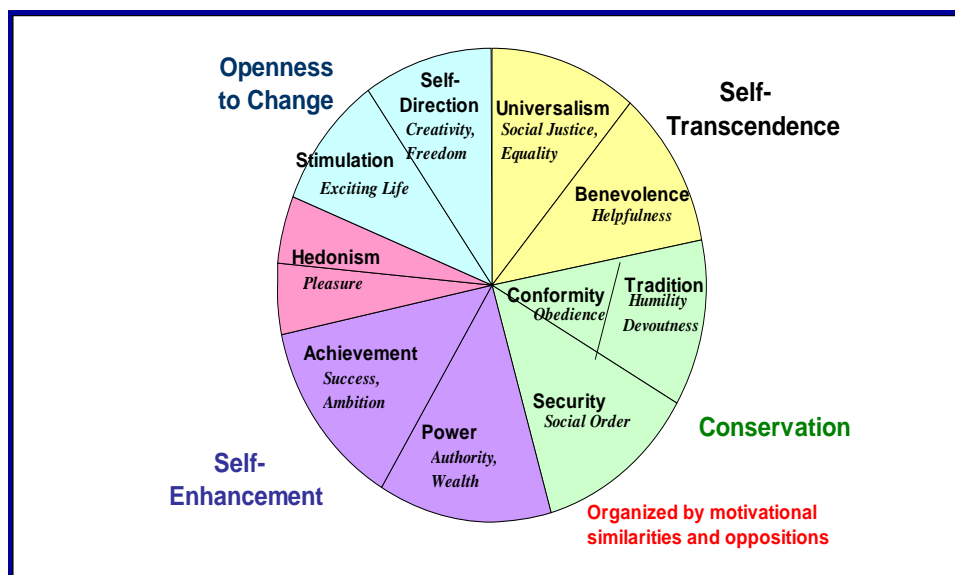 Openness
to Change
Self-
Direction
Creativity,
Freedom
Universalism
Social Justice,
Equality
Self-
Transcendence
Stimulation
Exciting Life
Benevolence
Helpfulness
Hedonism
Pleasure
Conformity
Obedience
Tradition
Humility
Devoutness
Achievement
Success,
Ambition
Security
Social Order
Power
Authority,
Wealth
Conservation
Self-
Enhancement
Organized by motivational
similarities and oppositions